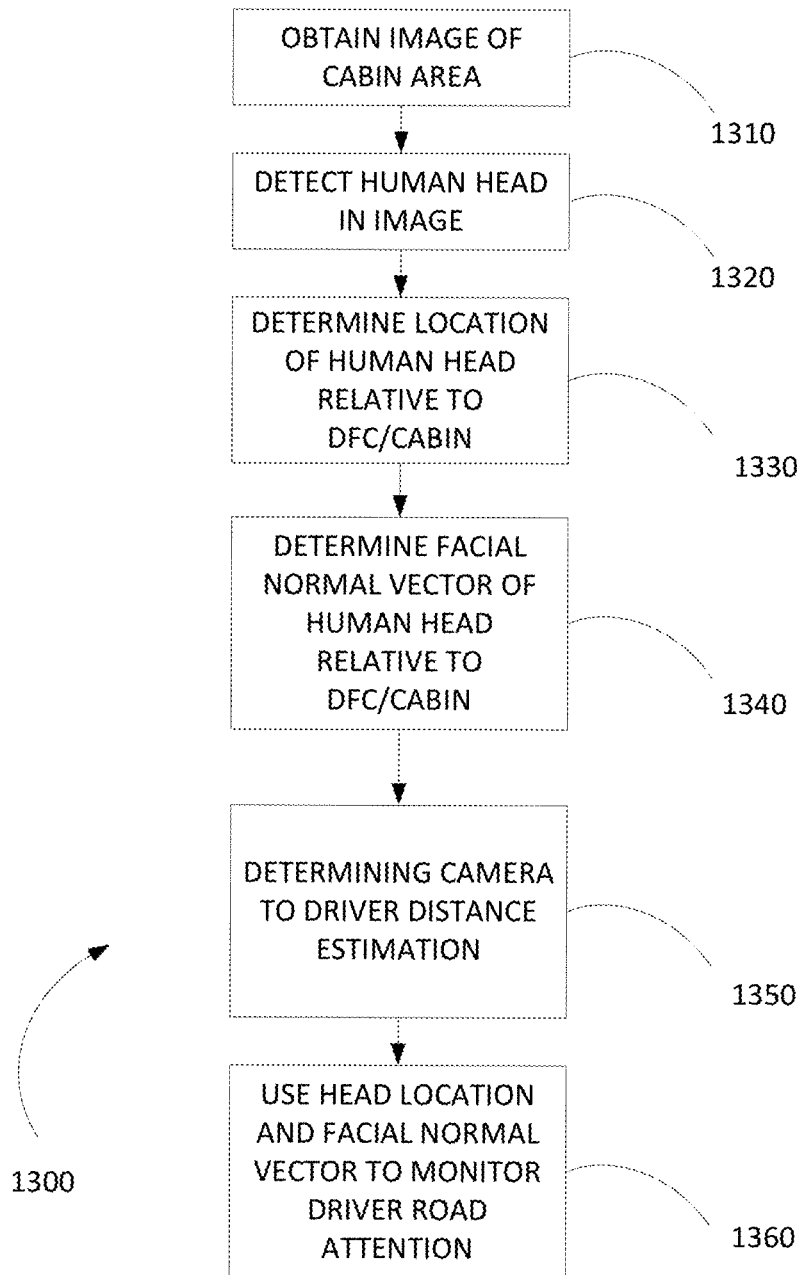 OBTAIN IMAGE OF
CABIN AREA
1310
DETECT HUMAN HEAD
IN IMAGE
1320
DETERMINE LOCATION
OF HUMAN HEAD
RELATIVE TO
DFC/CABIN
1330
DETERMINE FACIAL
NORMAL VECTOR OF
HUMAN HEAD
RELATIVE TO
DFC/CABIN
1340
DETERMINING CAMERA
TO DRIVER DISTANCE
ESTIMATION
1350
USE HEAD LOCATION
AND FACIAL NORMAL
VECTOR TO MONITOR
DRIVER ROAD
ATTENTION
1360
1300